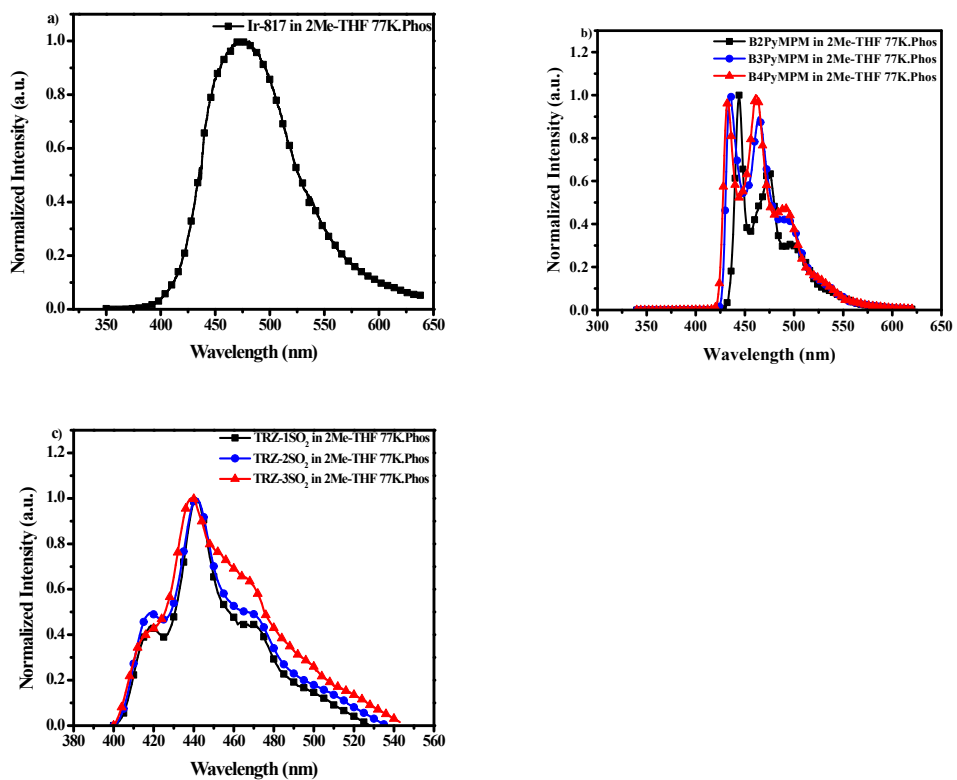 a)
Ir-817 in 2Me-THF 77K.Phos
1.0
0.8
0.6
0.4
0.2
0.0
Normalized Intensity (a.u.)
350 400 450 500 550 600 650
Wavelength (nm)
b)
B2PyMPM in 2Me-THF 77K.Phos
B3PyMPM in 2Me-THF 77K.Phos
B4PyMPM in 2Me-THF 77K.Phos
1.2
1.0
0.8
0.6
0.4
0.2
0.0
Normalized Intensity (a.u.)
300 350 400 450 500 550 600 650
Wavelength (nm)
c)
TRZ-1SO₂ in 2Me-THF 77K.Phos
TRZ-2SO₂ in 2Me-THF 77K.Phos
TRZ-3SO₂ in 2Me-THF 77K.Phos
1.2
1.0
0.8
0.6
0.4
0.2
0.0
Normalized Intensity (a.u.)
380 400 420 440 460 480 500 520 540 560
Wavelength (nm)